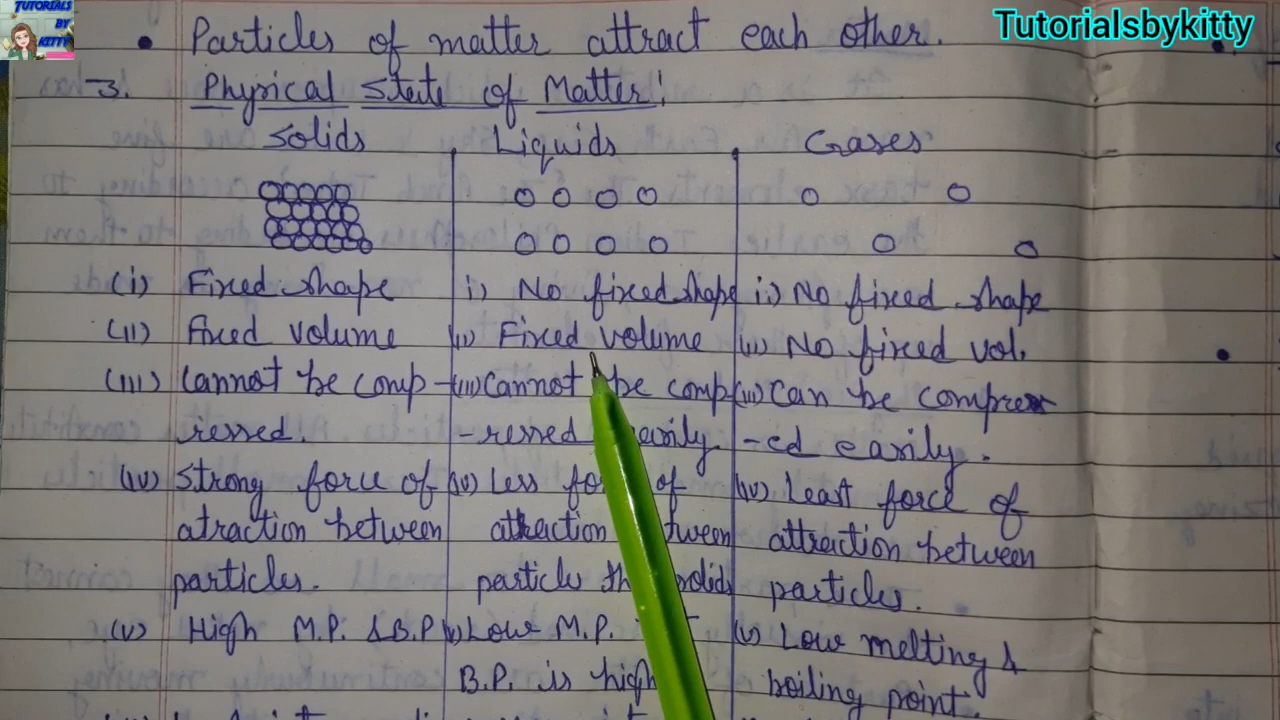 TUTORIALS
BY
KITTY
Tutorialsbykitty
• Particles of matter attract each other.
3. Physical State of Matter:
Solids
(i) Fixed shape
(ii) fixed volume
(iii) cannot be comp-
ressed.
(iv) strong force of
atraction between
particles.
(v) High M.P. & B.P
Liquids
i) No fixed shape
(ii) Fixed volume
(iii) cannot be comp
-ressed easily.
(iv) Less of
attraction
particle solids
(v) Low M.P.
B.P. is high
Gases
i) No fixed shape
(ii) No fixed vol.
(iii) Can be compress
-ed easily.
(iv) Least force of
attraction between
particles.
(v) Low melting &
boiling point.